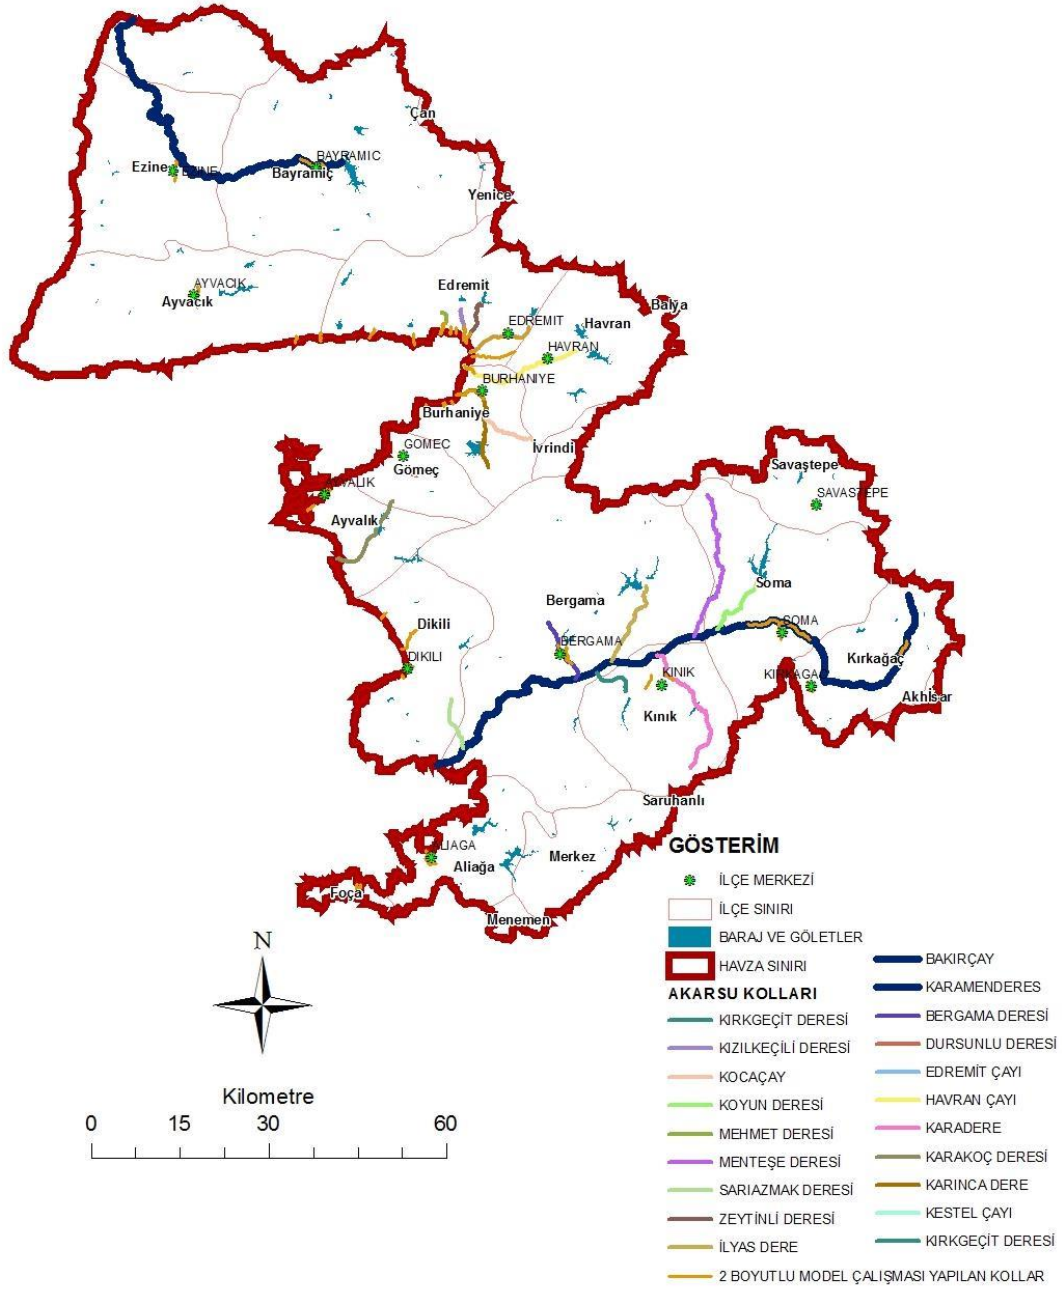 Çan
Ezine
EZINE
BAYRAMIC
Bayramiç
Yenice
AYVACIK
Ayvacık
Edremit
EDREMIT
Balya
Havran
HAVRAN
BURHANIYE
Burhaniye
GOMEC
Gömeç
İvrindi
AYVALIK
Ayvalık
Savaştepe
SAVASTEPE
Soma
SOMA
Bergama
BERGAMA
Dikili
DIKILI
Kırkağaç
KIRKAGAC
Akhisar
KINIK
Kınık
Saruhanlı
ALIAGA
Aliağa
Merkez
Foça
Menemen
N
Kilometre
0 15 30 60
GÖSTERİM
İLÇE MERKEZİ
İLÇE SINIRI
BARAJ VE GÖLETLER
HAVZA SINIRI
AKARSU KOLLARI
KIRKGEÇİT DERESİ
KIZILKEÇİLİ DERESİ
KOCAÇAY
KOYUN DERESİ
MEHMET DERESİ
MENTEŞE DERESİ
SARIAZMAK DERESİ
ZEYTİNLİ DERESİ
İLYAS DERE
2 BOYUTLU MODEL ÇALIŞMASI YAPILAN KOLLAR
BAKIRÇAY
KARAMENDERES
BERGAMA DERESİ
DURSUNLU DERESİ
EDREMİT ÇAYI
HAVRAN ÇAYI
KARADERE
KARAKOÇ DERESİ
KARINCA DERE
KESTEL ÇAYI
KIRKGEÇİT DERESİ